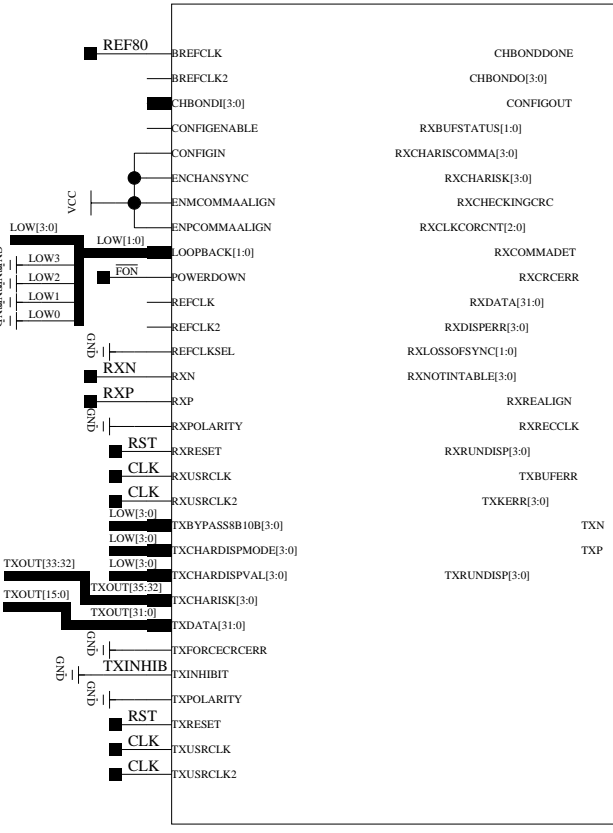 REF80
BREFCLK CHBONDDONE
BREFCLK2 CHBONDO[3:0]
CHBONDI[3:0] CONFIGOUT
CONFIGENABLE RXBUFSTATUS[1:0]
CONFIGIN RXCHARISCOMMA[3:0]
ENCHANSYNC RXCHARISK[3:0]
VCC ENMCOMMAALIGN RXCHECKINGCRC
ENPCOMMAALIGN RXCLKCORCNT[2:0]
LOW[3:0] LOW[1:0]
LOOPBACK[1:0] RXCOMMADET
LOW3 FON
POWERDOWN RXCRCERR
LOW2
LOW1
REFCLK RXDATA[31:0]
LOW0
REFCLK2 RXDISPERR[3:0]
GND REFCLKSEL RXLOSSOFSYNC[1:0]
RXN
RXN RXNOTINTABLE[3:0]
RXP
RXP RXREALIGN
GND RXPOLARITY RXRECCLK
RST
RXRESET RXRUNDISP[3:0]
CLK
RXUSRCLK TXBUFERR
CLK
RXUSRCLK2 TXKERR[3:0]
LOW[3:0]
TXBYPASS8B10B[3:0] TXN
LOW[3:0]
TXCHARDISPMODE[3:0] TXP
TXOUT[33:32] LOW[3:0]
TXCHARDISPVAL[3:0] TXRUNDISP[3:0]
TXOUT[15:0] TXOUT[35:32]
TXCHARISK[3:0]
TXOUT[31:0]
TXDATA[31:0]
GND TXFORCECRCERR
TXINHIB
GND TXINHIBIT
GND TXPOLARITY
RST
TXRESET
CLK
TXUSRCLK
CLK
TXUSRCLK2